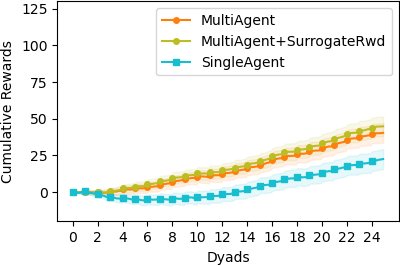 125
100
75
50
25
0
Cumulative Rewards
MultiAgent
MultiAgent+SurrogateRwd
SingleAgent
0 2 4 6 8 10 12 14 16 18 20 22 24
Dyads